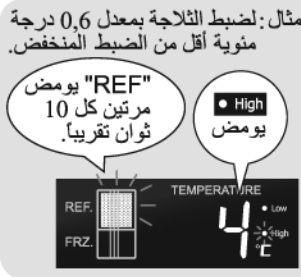 مثال: لضبط الثلاجة بمعدل 0,6 درجة
مئوية أقل من الضبط المنخفض.
"REF" يومض
مرتين كل 10
ثوان تقريباً.
High
يومض
TEMPERATURE
REF.
FRZ.
4
Low
High
°C